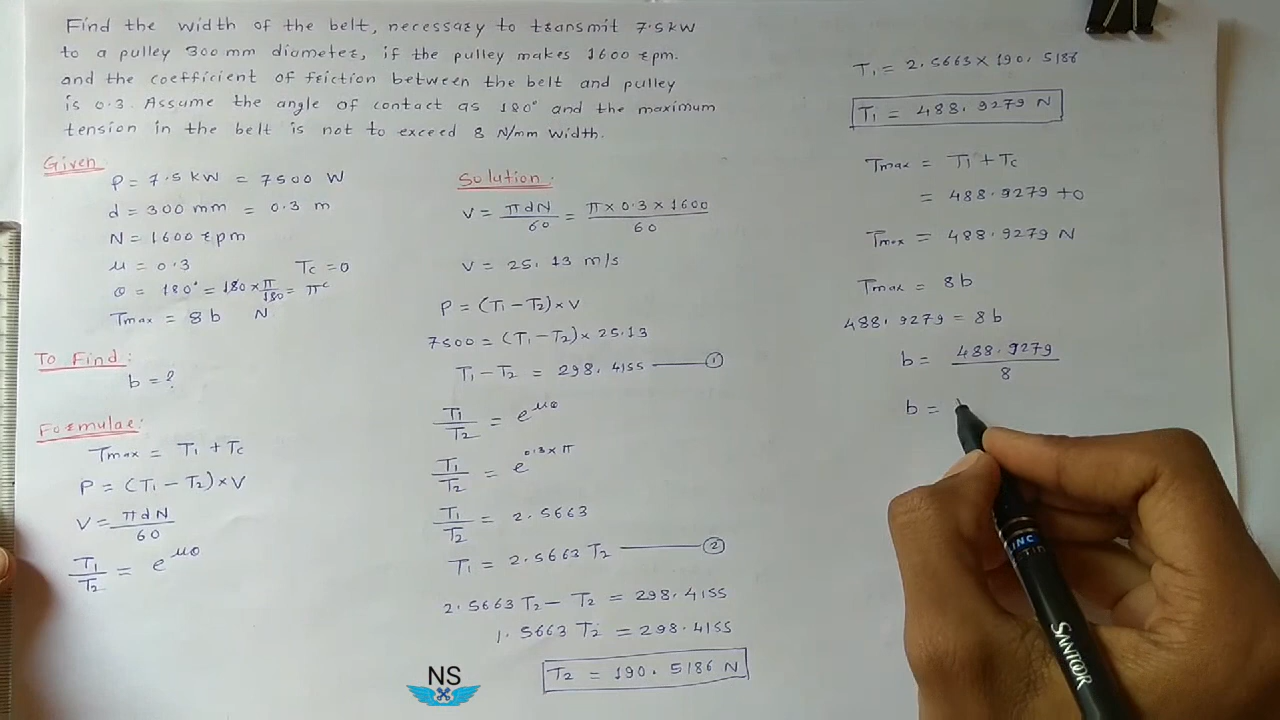 Find the width of the belt, necessary to transmit 7.5 kW
to a pulley 300 mm diameter, if the pulley makes 1600 rpm.
and the coefficient of friction between the belt and pulley
is 0.3. Assume the angle of contact as 180° and the maximum
tension in the belt is not to exceed 8 N/mm width.
Given
P = 7.5 kW = 7500 W
d = 300 mm = 0.3 m
N = 1600 rpm
μ = 0.3 Tc = 0
θ = 180° = 180 × π/180 = πᶜ
Tmax = 8 b N
To Find:
b = ?
Formulae:
Tmax = T1 + Tc
P = (T1 - T2) × V
V = πdN/60
T1/T2 = e^μθ
Solution:
V = πdN/60 = π × 0.3 × 1600/60
V = 25.13 m/s
P = (T1 - T2) × V
7500 = (T1 - T2) × 25.13
T1 - T2 = 298.4155 —— ①
T1/T2 = e^μθ
T1/T2 = e^0.3×π
T1/T2 = 2.5663
T1 = 2.5663 T2 —— ②
2.5663 T2 - T2 = 298.4155
1.5663 T2 = 298.4155
T2 = 190.5186 N
T1 = 2.5663 × 190.5186
T1 = 488.9279 N
Tmax = T1 + Tc
= 488.9279 + 0
Tmax = 488.9279 N
Tmax = 8b
488.9279 = 8b
b = 488.9279/8
b =
NS
INC
SANTOOR